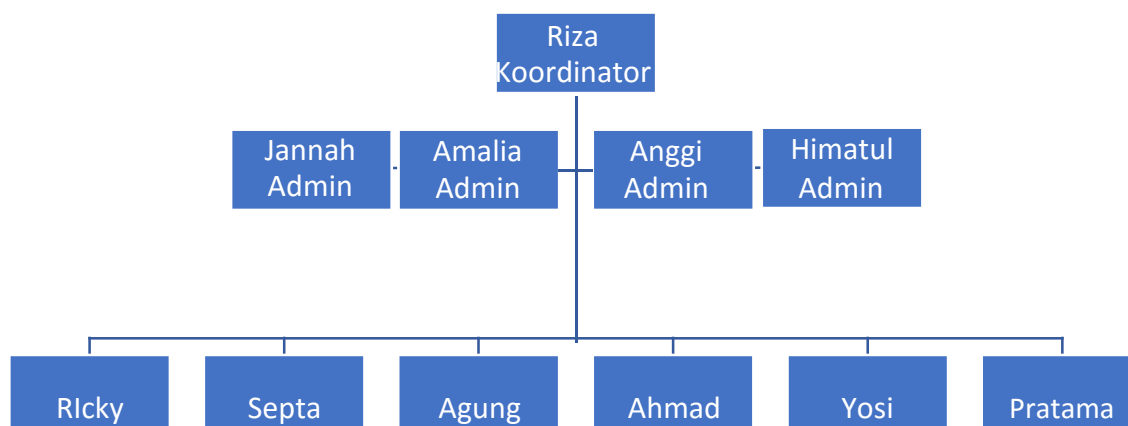 Riza
Koordinator
Jannah
Admin
Amalia
Admin
Anggi
Admin
Himatul
Admin
RIcky
Septa
Agung
Ahmad
Yosi
Pratama